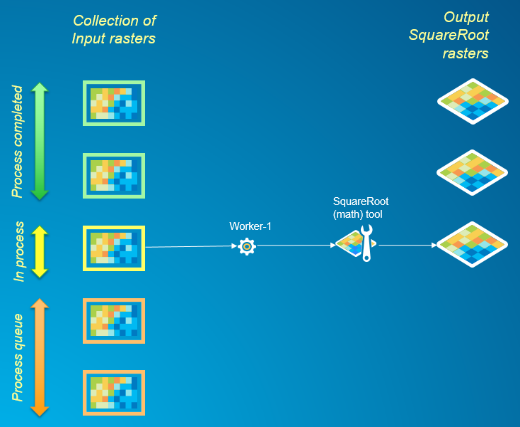 Collection of
Input rasters
Output
SquareRoot
rasters
Process completed
In process
Process queue
Worker-1
SquareRoot
(math) tool